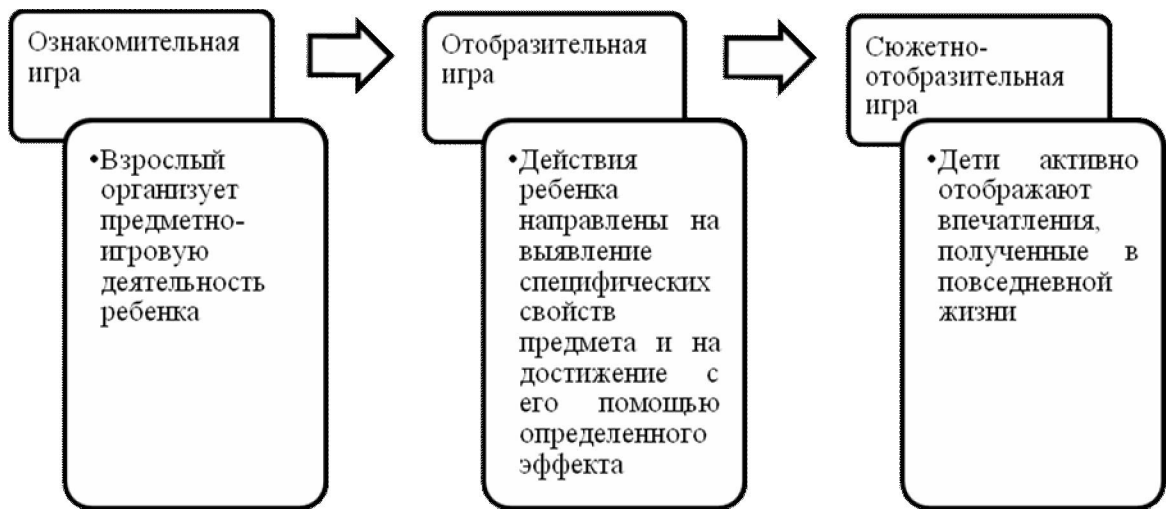 Ознакомительная
игра
•Взрослый
организует
предметно-
игровую
деятельность
ребенка
Отобразительная
игра
•Действия
ребенка
направлены на
выявление
специфических
свойств
предмета и на
достижение с
его помощью
определенного
эффекта
Сюжетно-
отобразительная
игра
•Дети активно
отображают
впечатления,
полученные в
повседневной
жизни